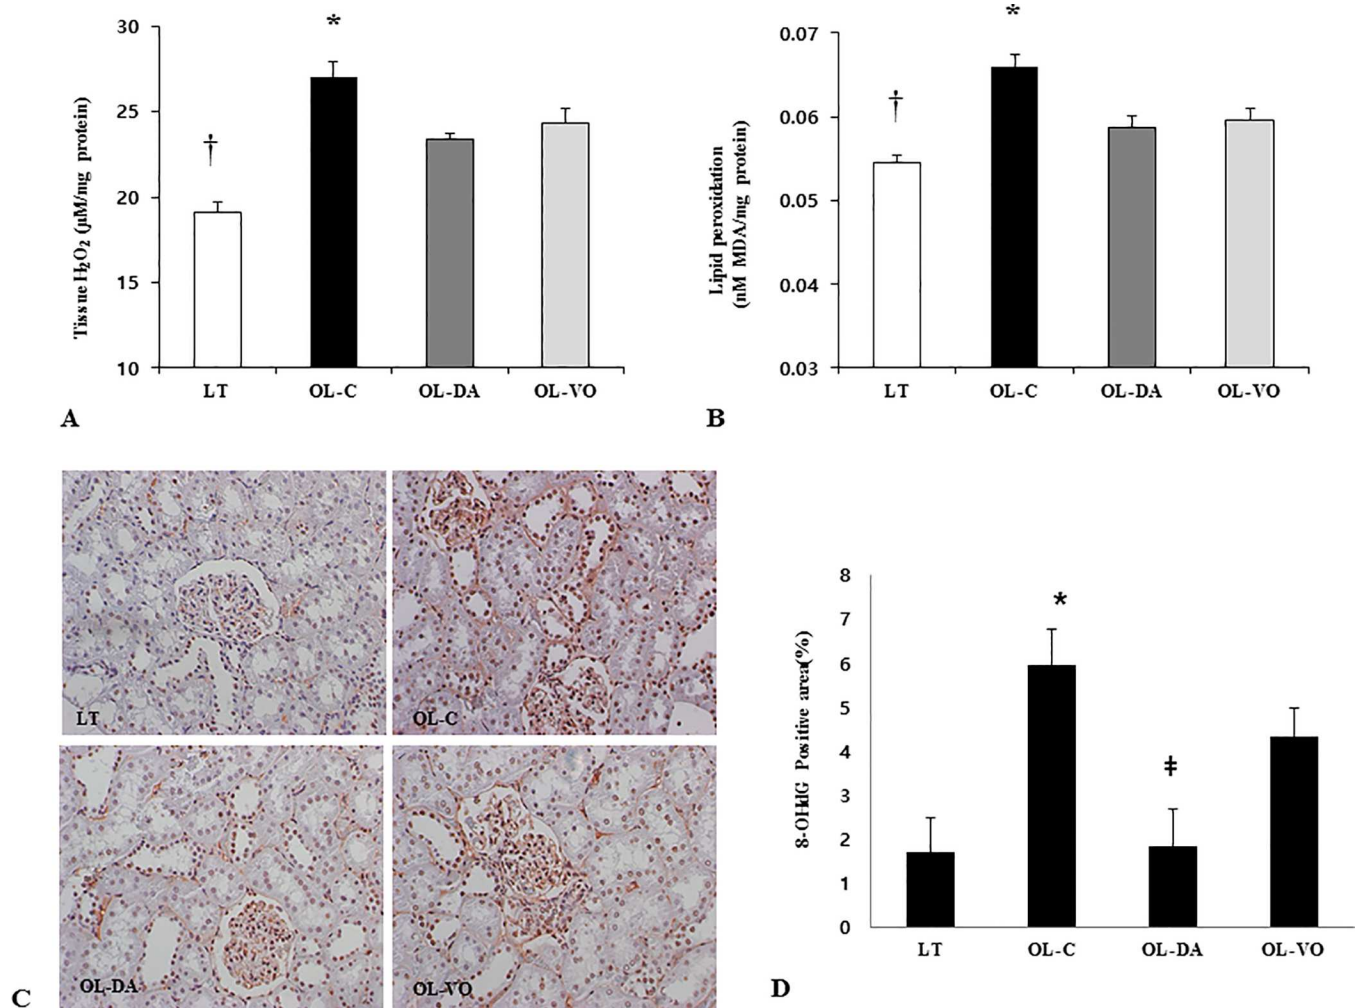 *
30
25
20
15
10
†
Tissue H₂O₂ (μM/mg protein)
LT OL-C OL-DA OL-VO
A
*
0.07
0.06
0.05
0.04
0.03
†
Lipid peroxidation
(nM MDA/mg protein)
LT OL-C OL-DA OL-VO
B
LT
OL-C
OL-DA
OL-VO
C
8
7
6
5
4
3
2
1
0
*
‡
8-OHdG Positive area(%)
LT OL-C OL-DA OL-VO
D